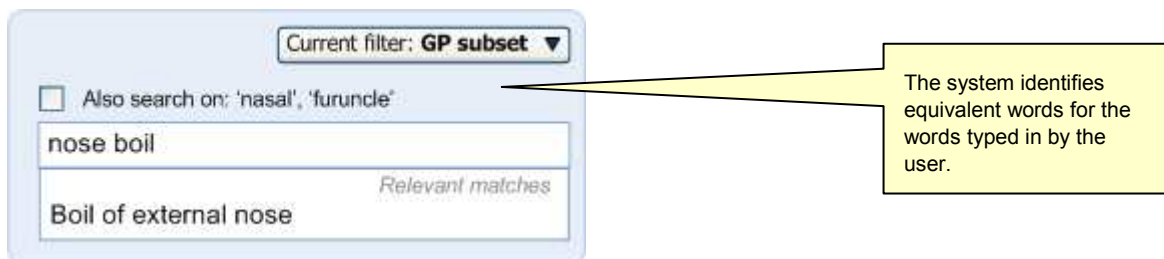 Current filter: GP subset ▼
Also search on: 'nasal', 'furuncle'
nose boil
Relevant matches
Boil of external nose
The system identifies
equivalent words for the
words typed in by the
user.